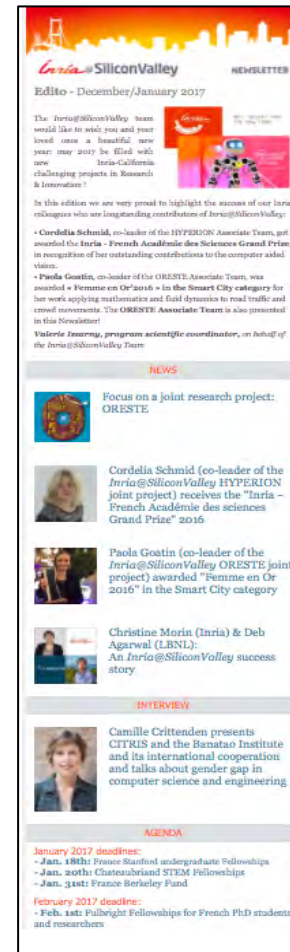 Inria@SiliconValley
NEWSLETTER
Edito - December/January 2017
The Inria@SiliconValley team
would like to wish you and your
loved ones a beautiful new
year: may 2017 be filled with
new Inria-California
challenging projects in Research
& Innovation !
In this edition we are very proud to highlight the success of our Inria
colleagues who are longstanding contributors of Inria@SiliconValley:
• Cordelia Schmid, co-leader of the HYPERION Associate Team, got
awarded the Inria - French Académie des Sciences Grand Prize
in recognition of her outstanding contributions to the computer aided
vision.
• Paola Goatin, co-leader of the ORESTE Associate Team, was
awarded « Femme en Or'2016 » in the Smart City category for
her work applying mathematics and fluid dynamics to road traffic and
crowd movements. The ORESTE Associate Team is also presented
in this Newsletter!
Valerie Issarny, program scientific coordinator, on behalf of
the Inria@SiliconValley Team
NEWS
Focus on a joint research project:
ORESTE
Cordelia Schmid (co-leader of the
Inria@SiliconValley HYPERION
joint project) receives the "Inria –
French Académie des sciences
Grand Prize" 2016
Paola Goatin (co-leader of the
Inria@SiliconValley ORESTE joint
project) awarded "Femme en Or
2016" in the Smart City category
Christine Morin (Inria) & Deb
Agarwal (LBNL):
An Inria@SiliconValley success
story
INTERVIEW
Camille Crittenden presents
CITRIS and the Banatao Institute
and its international cooperation
and talks about gender gap in
computer science and engineering
AGENDA
January 2017 deadlines:
- Jan. 18th: France Stanford undergraduate Fellowships
- Jan. 20th: Chateaubriand STEM Fellowships
- Jan. 31st: France Berkeley Fund
February 2017 deadline:
- Feb. 1st: Fulbright Fellowships for French PhD students
and researchers